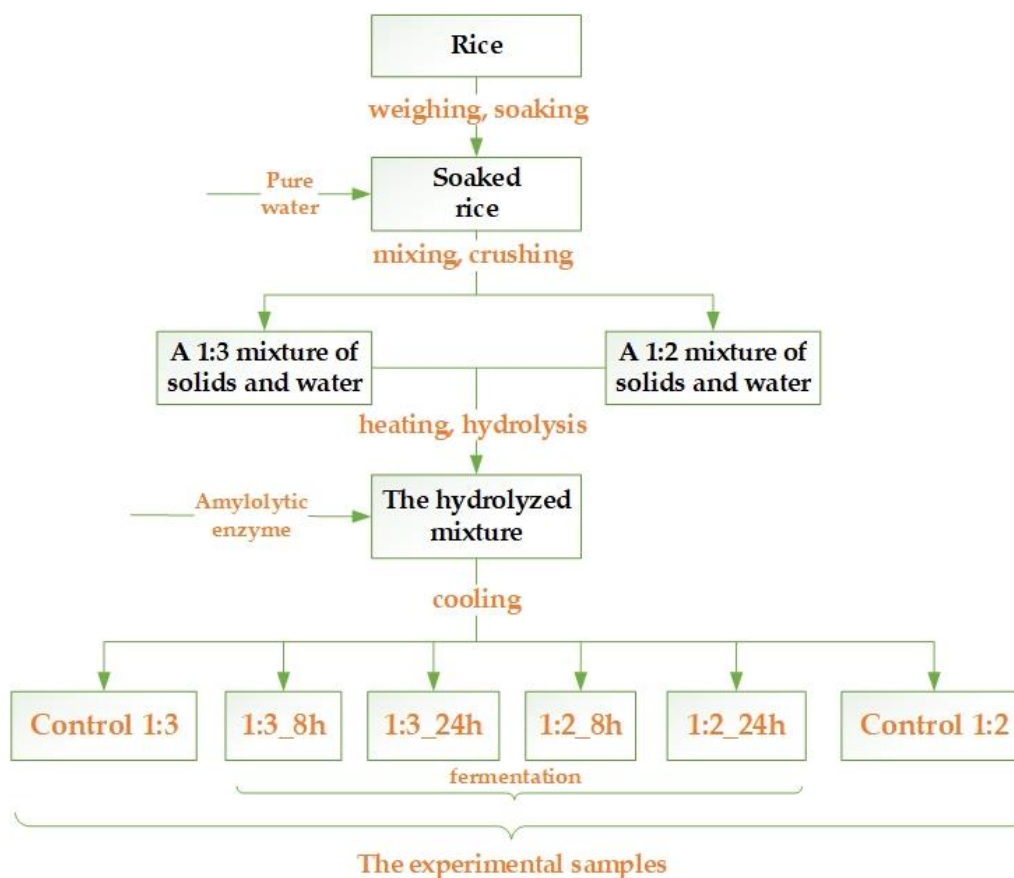 Rice
weighing, soaking
Pure
water
Soaked
rice
mixing, crushing
A 1:3 mixture of
solids and water
A 1:2 mixture of
solids and water
heating, hydrolysis
Amylolytic
enzyme
The hydrolyzed
mixture
cooling
Control 1:3
1:3_8h
1:3_24h
1:2_8h
1:2_24h
Control 1:2
fermentation
The experimental samples